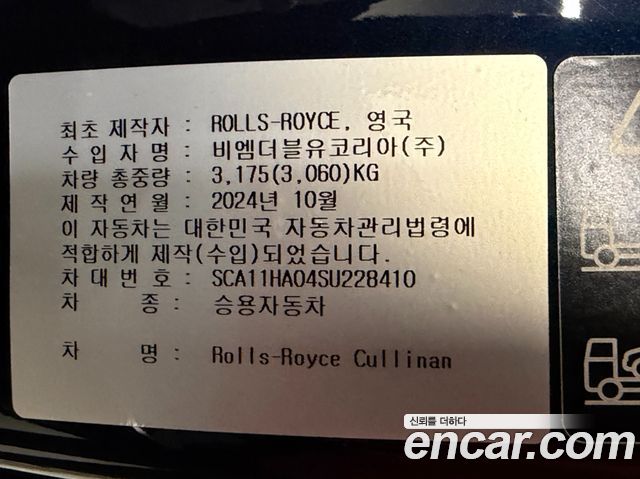 최초 제작자 : ROLLS-ROYCE, 영국
수 입 자 명 : 비엠더블유코리아(주)
차량 총중량 : 3,175(3,060)KG
제 작 연 월 : 2024년 10월
이 자동차는 대한민국 자동차관리법령에
적합하게 제작(수입)되었습니다.
차 대 번 호 : SCA11HA04SU228410
차 종 : 승용자동차
차 명 : Rolls-Royce Cullinan
신뢰를 더하다
encar.com